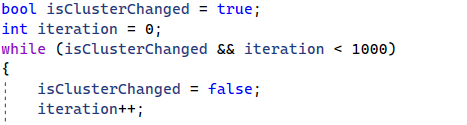 bool isClusterChanged = true;
int iteration = 0;
while (isClusterChanged && iteration < 1000)
{
    isClusterChanged = false;
    iteration++;